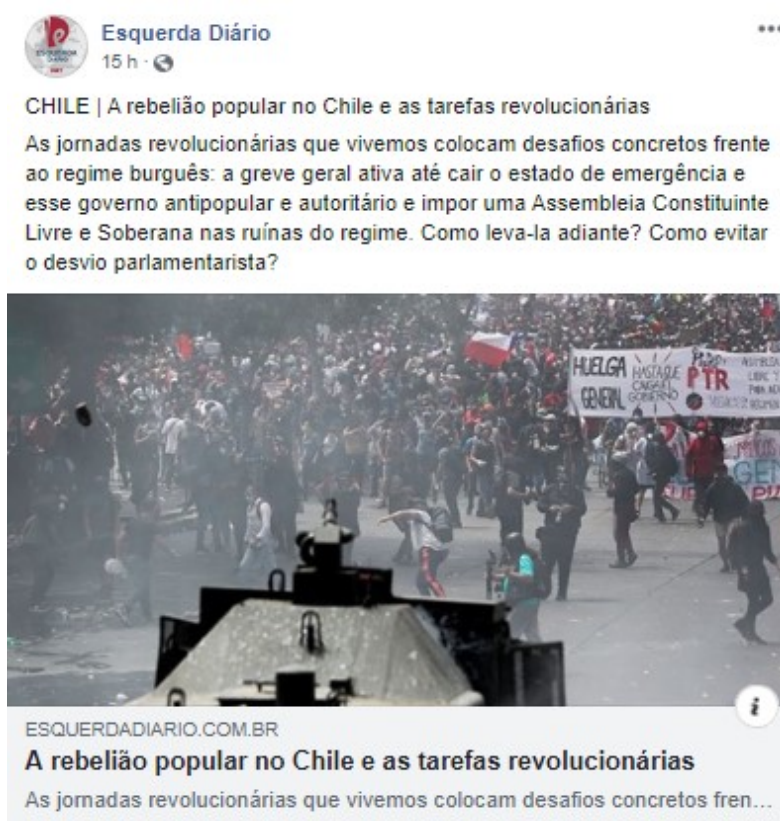 Esquerda Diário
15 h ·
CHILE | A rebelião popular no Chile e as tarefas revolucionárias
As jornadas revolucionárias que vivemos colocam desafios concretos frente
ao regime burguês: a greve geral ativa até cair o estado de emergência e
esse governo antipopular e autoritário e impor uma Assembleia Constituinte
Livre e Soberana nas ruínas do regime. Como leva-la adiante? Como evitar
o desvio parlamentarista?
HUELGA
GENERAL
HASTA QUE
CAIGA EL
GOBIERNO
PTR
ESQUERDADIARIO.COM.BR
A rebelião popular no Chile e as tarefas revolucionárias
As jornadas revolucionárias que vivemos colocam desafios concretos fren...